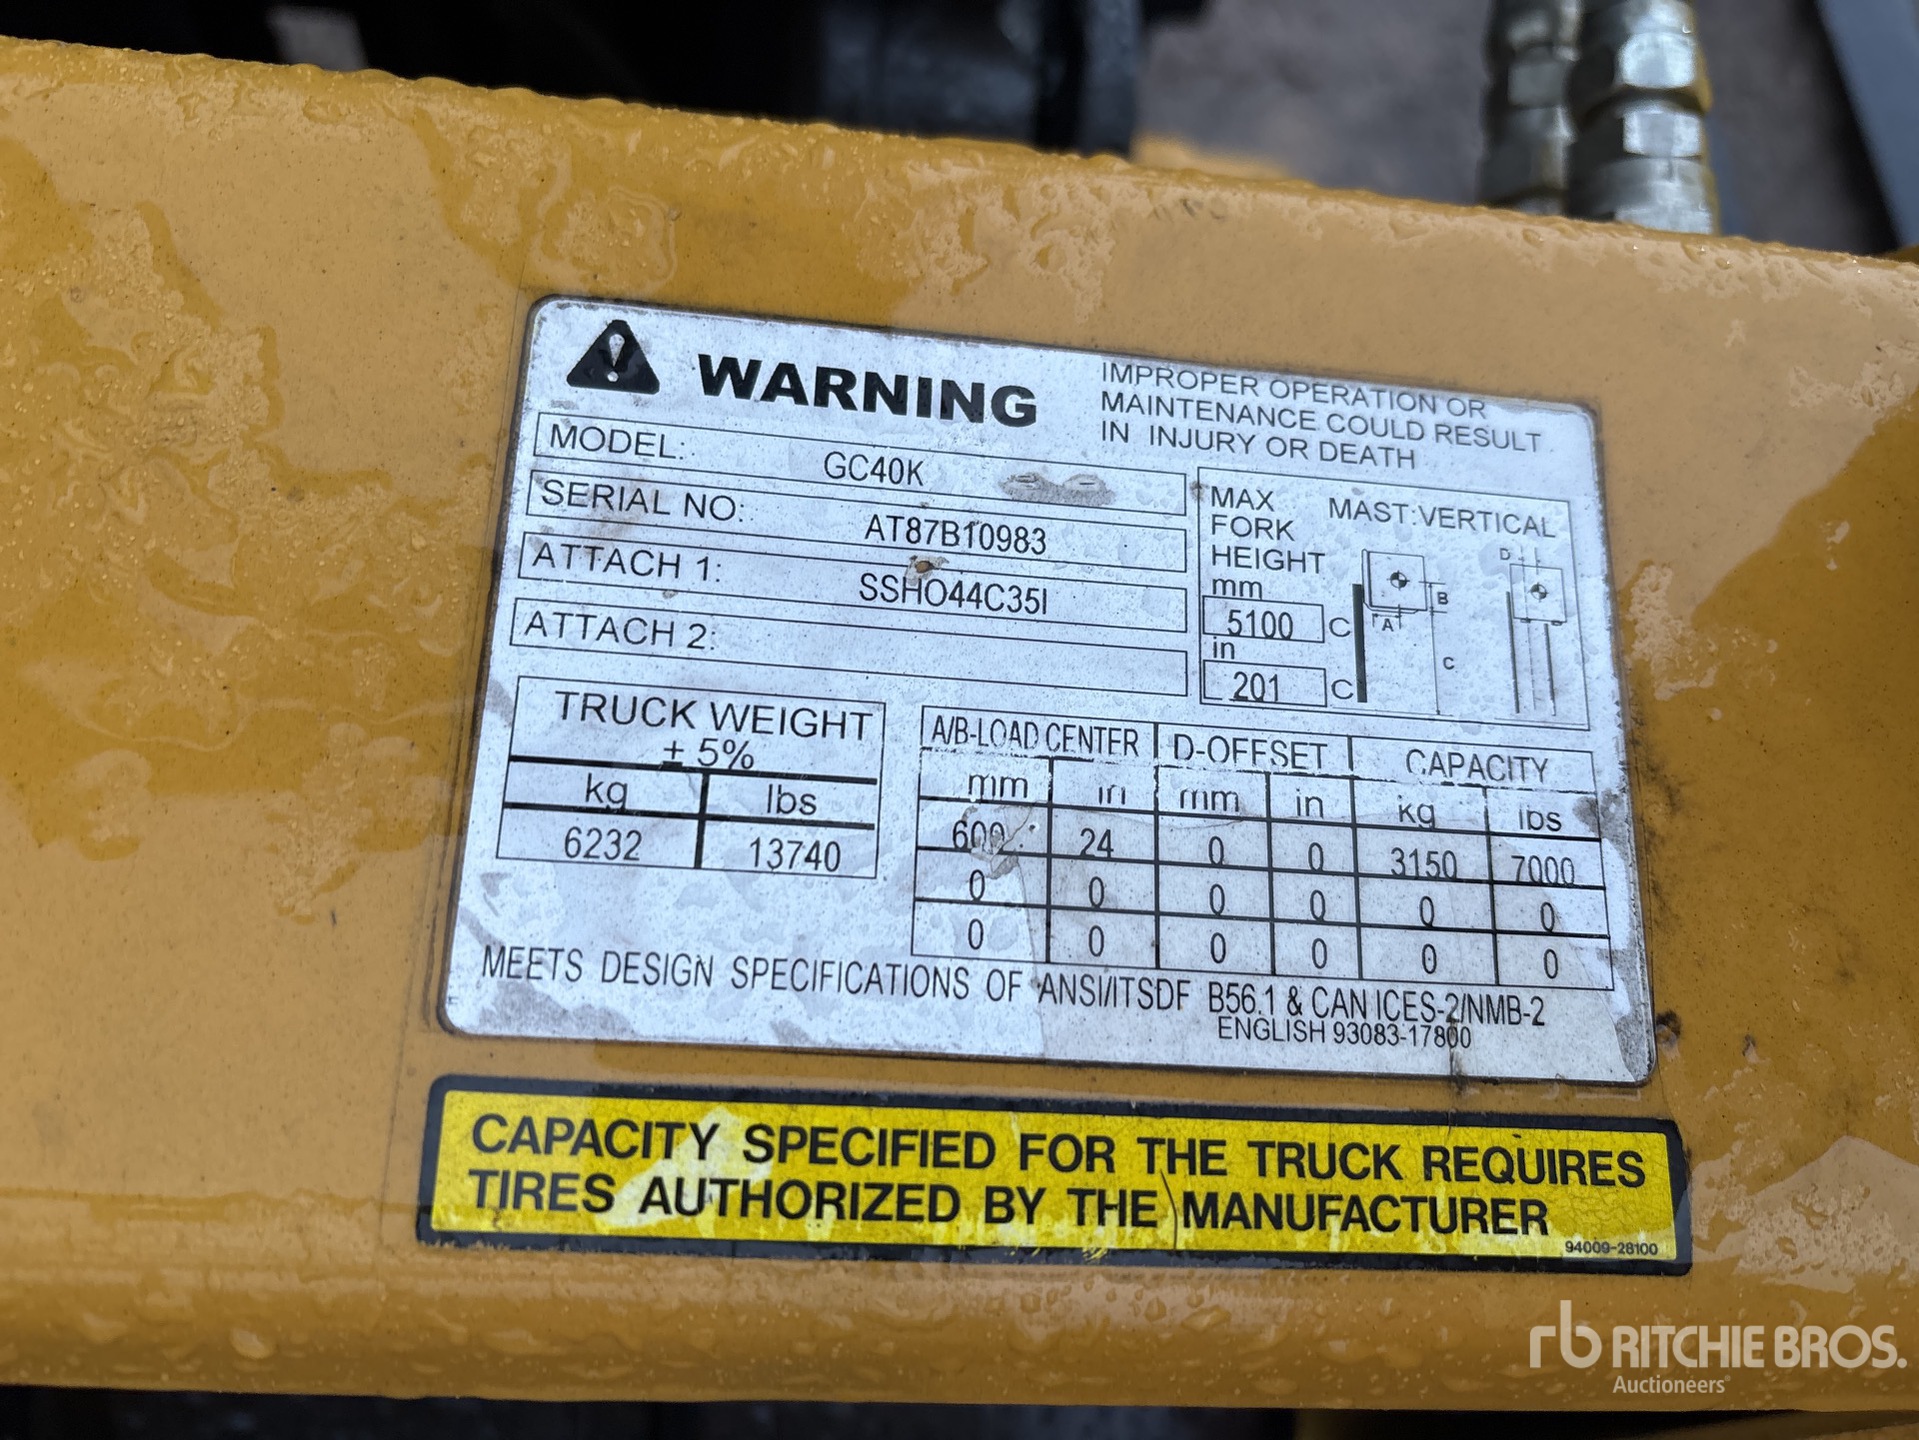 WARNING
IMPROPER OPERATION OR
MAINTENANCE COULD RESULT
IN INJURY OR DEATH
MODEL: GC40K
SERIAL NO: AT87B10983
ATTACH 1: SSHO44C35I
ATTACH 2:
MAX FORK HEIGHT
MAST:VERTICAL
mm
5100 C
in
201 C
D
B
A
C
TRUCK WEIGHT
± 5%
kg lbs
6232 13740
A/B-LOAD CENTER D-OFFSET CAPACITY
mm in mm in kg lbs
600 24 0 0 3150 7000
0 0 0 0 0 0
0 0 0 0 0 0
MEETS DESIGN SPECIFICATIONS OF ANSI/ITSDF B56.1 & CAN ICES-2/NMB-2
ENGLISH 93083-17800
CAPACITY SPECIFIED FOR THE TRUCK REQUIRES
TIRES AUTHORIZED BY THE MANUFACTURER
94009-28100
rb RITCHIE BROS.
Auctioneers